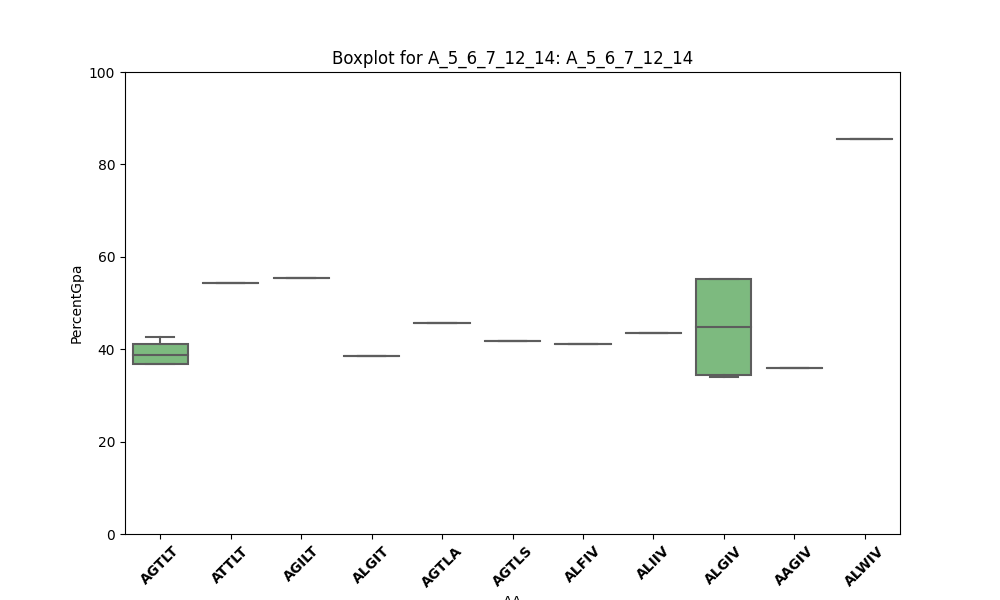 Boxplot for A_5_6_7_12_14: A_5_6_7_12_14
100
80
60
40
20
0
PercentGpa
AGTLT ATTLT AGILT ALGIT AGTLA AGTLS ALFIV ALIIV ALGIV AAGIV ALWIV
AA